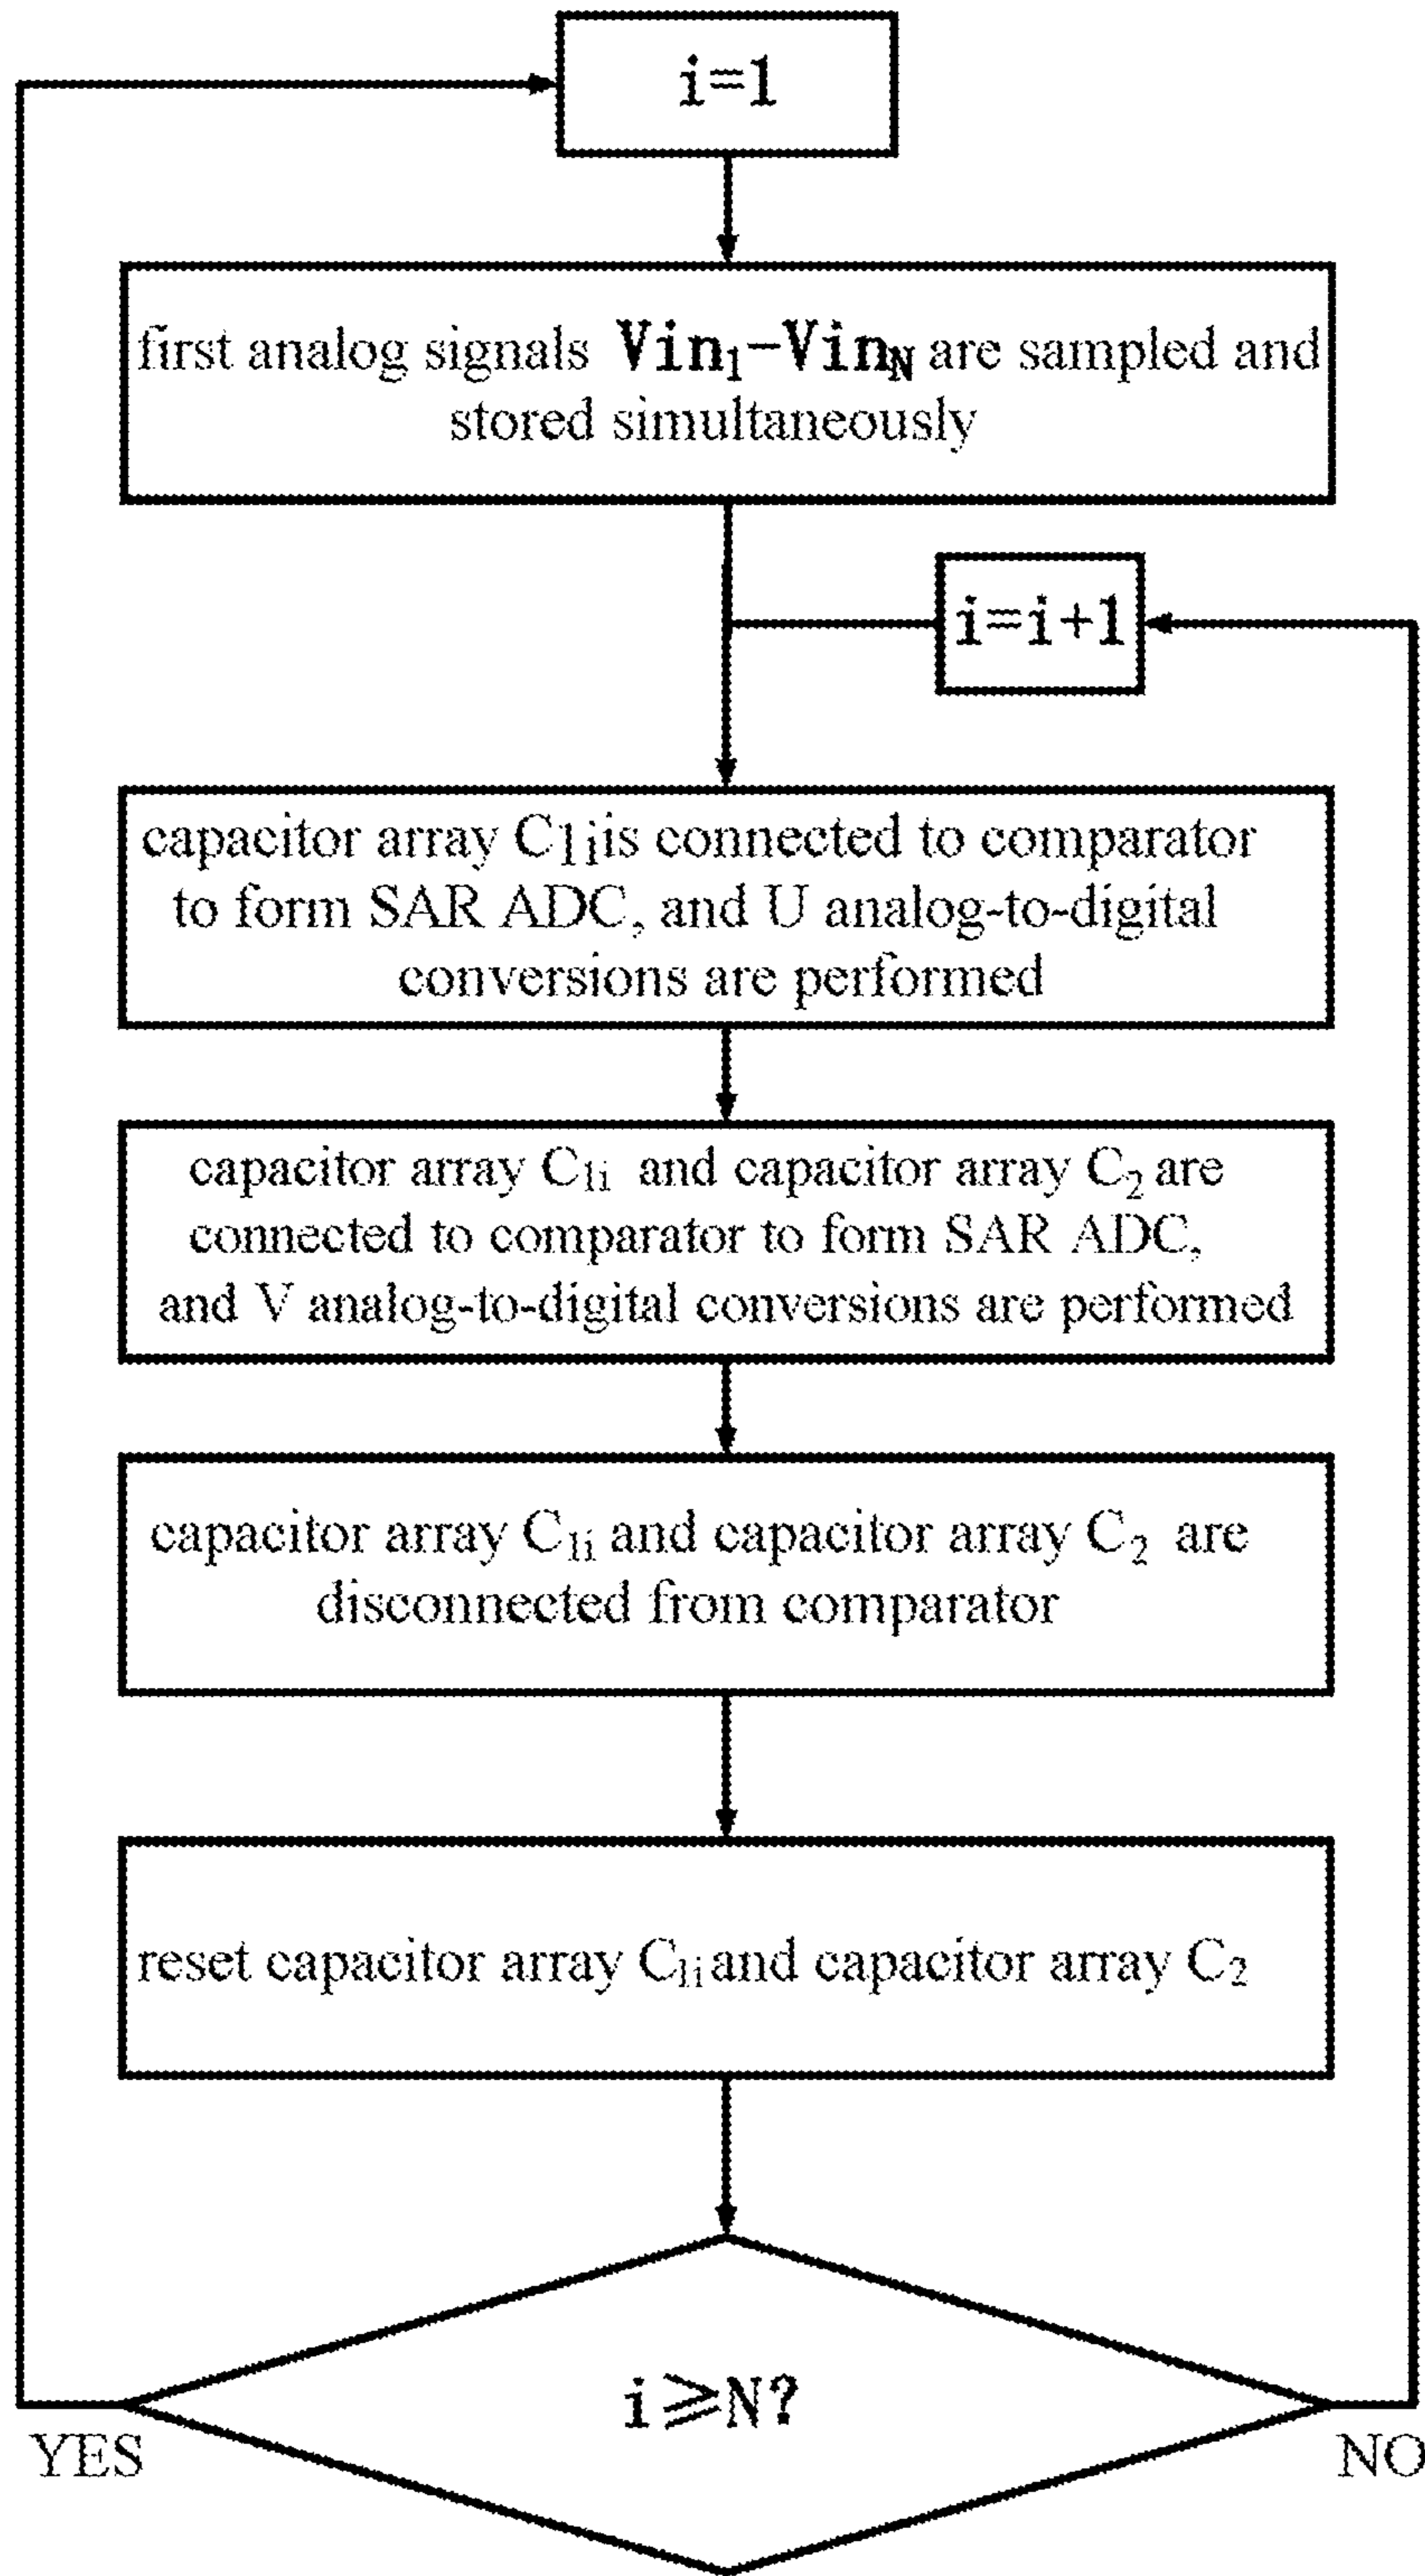 i=1
first analog signals Vin₁-Vin_N are sampled and
stored simultaneously
i=i+1
capacitor array C1i is connected to comparator
to form SAR ADC, and U analog-to-digital
conversions are performed
capacitor array C₁ᵢ and capacitor array C₂ are
connected to comparator to form SAR ADC,
and V analog-to-digital conversions are performed
capacitor array C₁ᵢ and capacitor array C₂ are
disconnected from comparator
reset capacitor array C₁ᵢ and capacitor array C₂
i≥N?
YES
NO